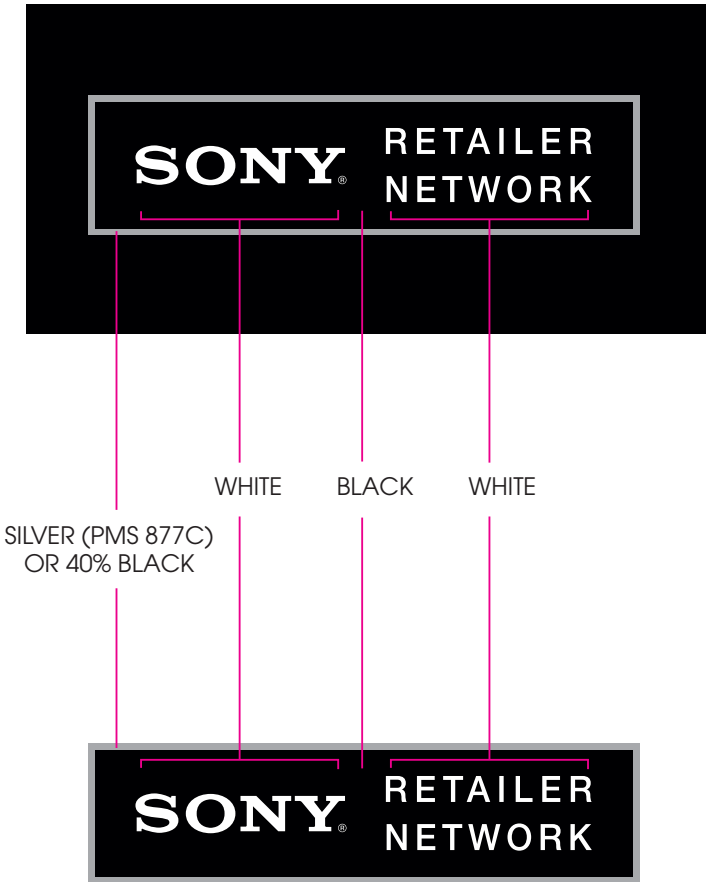 SONY®
RETAILER
NETWORK
WHITE
BLACK
WHITE
SILVER (PMS 877C)
OR 40% BLACK
SONY®
RETAILER
NETWORK